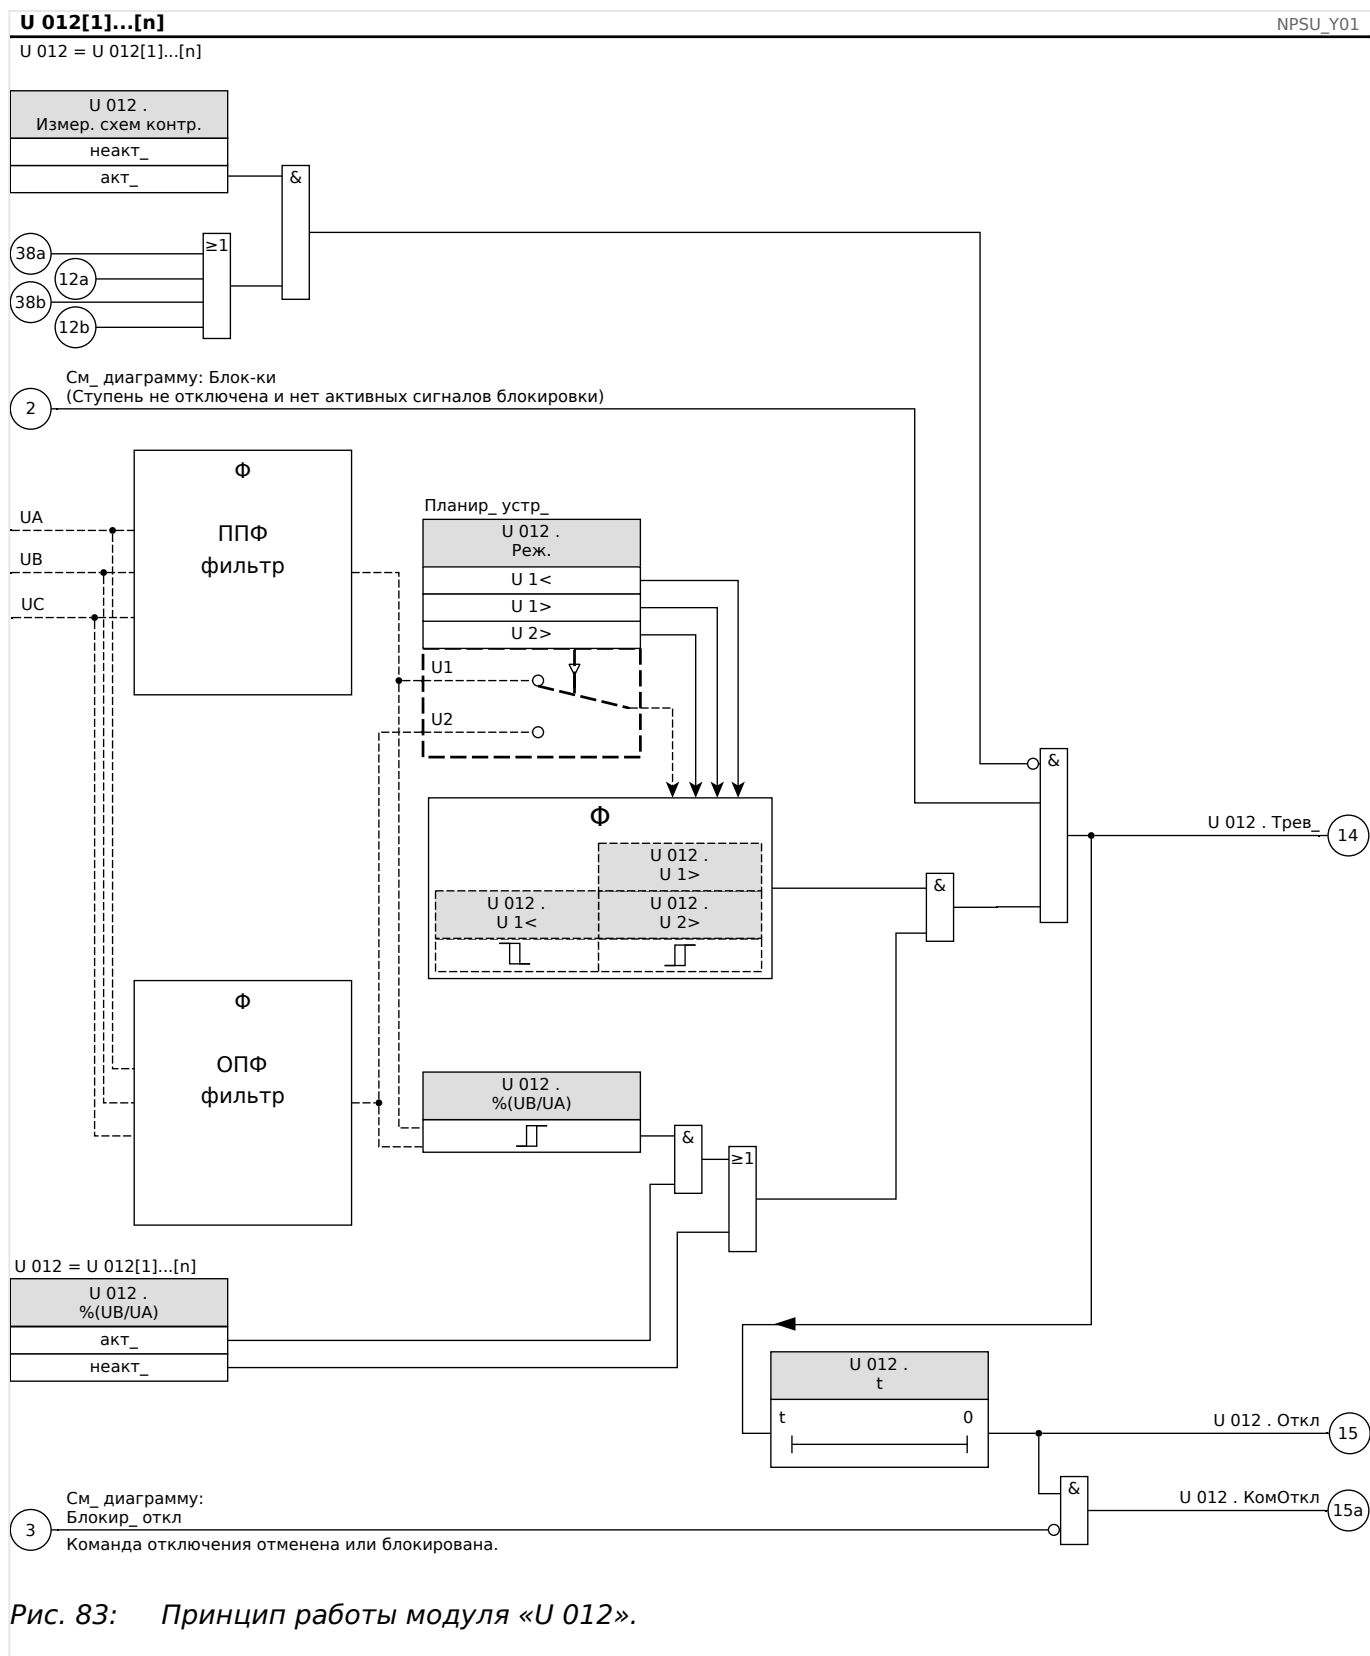 U 012[1]...[n]
NPSU_Y01
U 012 = U 012[1]...[n]
U 012 .
Измер. схем контр.
неакт_
акт_
&
≥1
38a
12a
38b
12b
См_ диаграмму: Блок-ки
(Ступень не отключена и нет активных сигналов блокировки)
2
Φ
ППФ
фильтр
UA
UB
UC
Планир_ устр_
U 012 .
Реж.
U 1<
U 1>
U 2>
U1
U2
&
Φ
U 012 .
U 1>
U 012 .
U 1<
U 012 .
U 2>
&
U 012 . Трев_
14
Φ
ОПФ
фильтр
U 012 .
%(UB/UA)
&
≥1
U 012 = U 012[1]...[n]
U 012 .
%(UB/UA)
акт_
неакт_
U 012 .
t
t
0
U 012 . Откл
15
&
U 012 . КомОткл
15a
См_ диаграмму:
Блокир_ откл
3
Команда отключения отменена или блокирована.
Рис. 83: Принцип работы модуля «U 012».